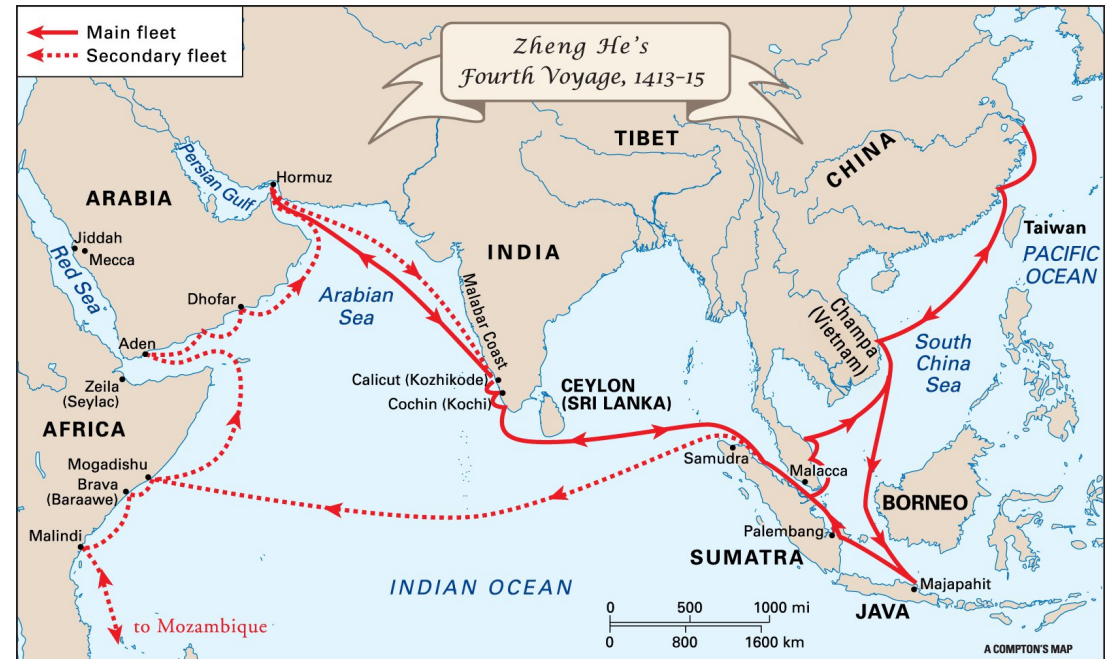 Main fleet
Secondary fleet
Zheng He's
Fourth Voyage, 1413–15
TIBET
CHINA
Persian Gulf
Hormuz
ARABIA
Taiwan
Jiddah
Mecca
Red Sea
INDIA
PACIFIC
OCEAN
Dhofar
Arabian
Sea
Malabar Coast
Champa
(Vietnam)
South
China
Sea
Aden
Zeila
(Seylac)
Calicut (Kozhikode)
Cochin (Kochi)
CEYLON
(SRI LANKA)
AFRICA
Samudra
Malacca
Mogadishu
Brava
(Baraawe)
BORNEO
Malindi
Palembang
SUMATRA
INDIAN OCEAN
Majapahit
JAVA
0 500 1000 mi
0 800 1600 km
to Mozambique
A COMPTON'S MAP